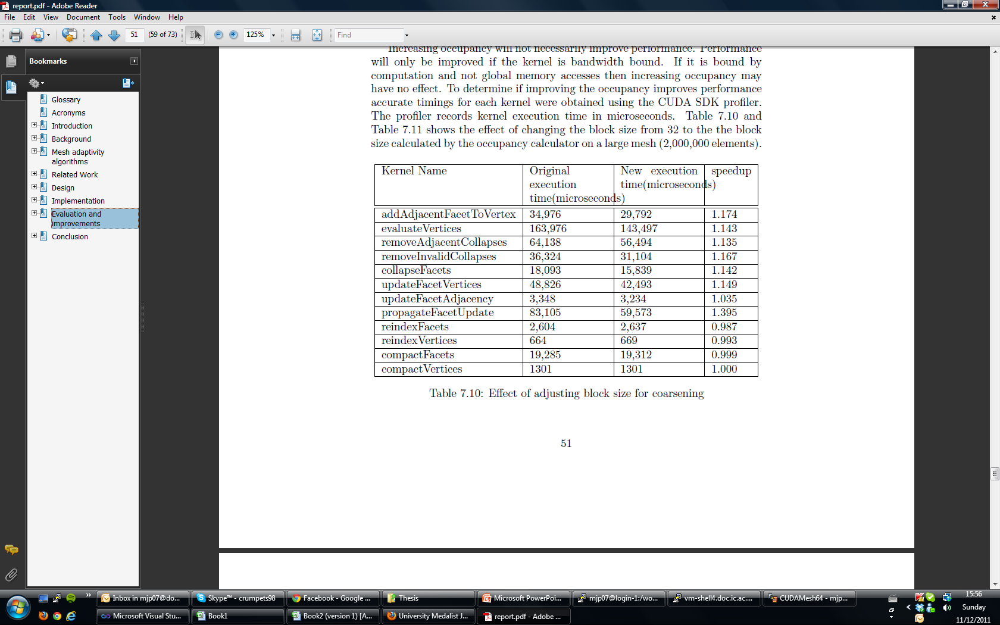 report.pdf - Adobe Reader
File Edit View Document Tools Window Help
51 (59 of 73) 125% Find
Bookmarks
Glossary
Acronyms
Introduction
Background
Mesh adaptivity
algorithms
Related Work
Design
Implementation
Evaluation and
improvements
Conclusion
Increasing occupancy will not necessarily improve performance. Performance
will only be improved if the kernel is bandwidth bound. If it is bound by
computation and not global memory accesses then increasing occupancy may
have no effect. To determine if improving the occupancy improves performance
accurate timings for each kernel were obtained using the CUDA SDK profiler.
The profiler records kernel execution time in microseconds. Table 7.10 and
Table 7.11 shows the effect of changing the block size from 32 to the the block
size calculated by the occupancy calculator on a large mesh (2,000,000 elements).
Kernel Name Original New execution speedup
execution time(microseconds)
time(microseconds)
addAdjacentFacetToVertex 34,976 29,792 1.174
evaluateVertices 163,976 143,497 1.143
removeAdjacentCollapses 64,138 56,494 1.135
removeInvalidCollapses 36,324 31,104 1.167
collapseFacets 18,093 15,839 1.142
updateFacetVertices 48,826 42,493 1.149
updateFacetAdjacency 3,348 3,234 1.035
propagateFacetUpdate 83,105 59,573 1.395
reindexFacets 2,604 2,637 0.987
reindexVertices 664 669 0.993
compactFacets 19,285 19,312 0.999
compactVertices 1301 1301 1.000
Table 7.10: Effect of adjusting block size for coarsening
51
Inbox in mjp07@do... Skype™ - crumpets98 Facebook - Google ... Thesis Microsoft PowerPoi... mjp07@login-1:/wo... vm-shell4.doc.ic.ac.... CUDAMesh64 - mjp... 15:56
Sunday
Microsoft Visual Stu... Book1 Book2 (version 1) [A... University Medalist J... report.pdf - Adobe ... 11/12/2011